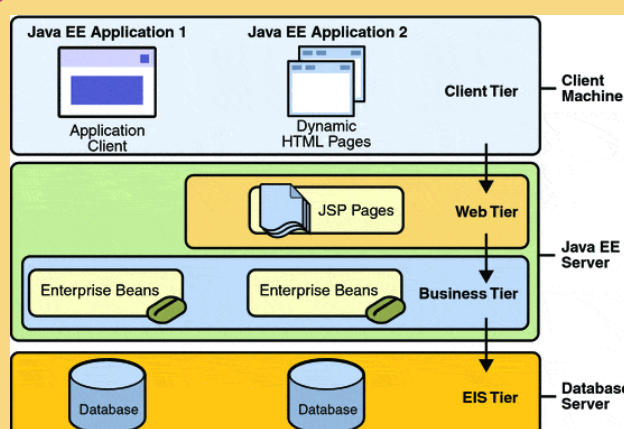 Java EE Application 1
Java EE Application 2
Application
Client
Dynamic
HTML Pages
Client Tier
Client
Machine
JSP Pages
Web Tier
Java EE
Server
Enterprise Beans
Enterprise Beans
Business Tier
Database
Database
EIS Tier
Database
Server